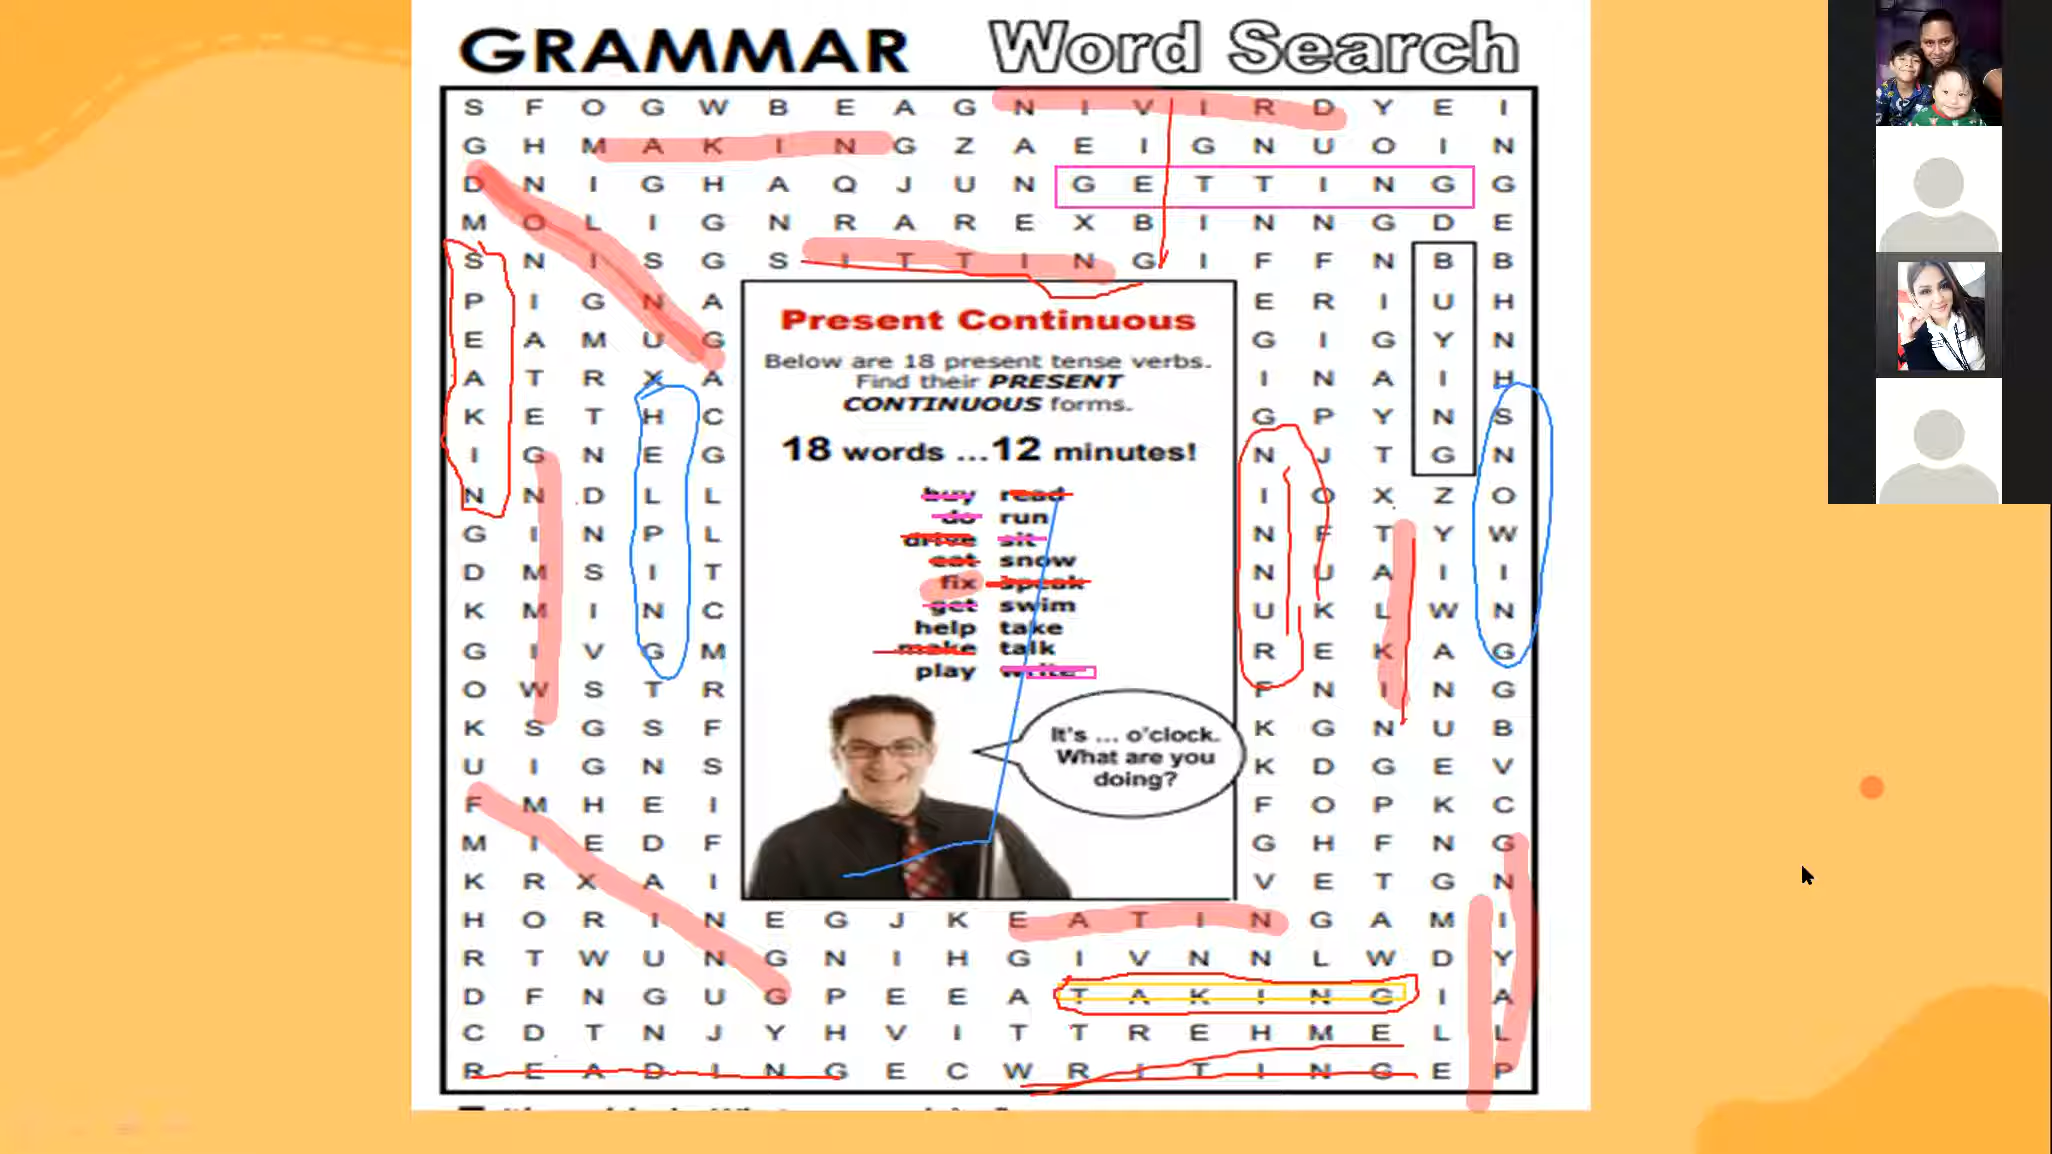 GRAMMAR Word Search
S F O G W B E A G N I V I R D Y E I
G H M A K I N G Z A E I G N U O I N
D N I G H A Q J U N G E T T I N G G
M O L I G N R A R E X B I N N G D E
S N I S G S I T T I N G I F F N B B
P I G N A E R I U H
E A M U G G I G Y N
A T R X A I N A I H
K E T H C G P Y N S
I G N E G N J T G N
N N D L L I O X Z O
G I N P L N F T Y W
D M S I T N U A I I
K M I N C U K L W N
G I V G M R E K A G
O W S T R F N I N G
K S G S F K G N U B
U I G N S K D G E V
F M H E I F O P K C
M I E D F G H F N G
K R X A I V E T G N
H O R I N E G J K E A T I N G A M I
R T W U N G N I H G I V N N L W D Y
D F N G U G P E E A T A K I N G I A
C D T N J Y H V I T T R E H M E L L
R E A D I N G E C W R I T I N G E P
Present Continuous
Below are 18 present tense verbs.
Find their PRESENT
CONTINUOUS forms.
18 words ...12 minutes!
buy read
do run
drive sit
eat snow
fix speak
get swim
help take
make talk
play write
It's ... o'clock.
What are you
doing?